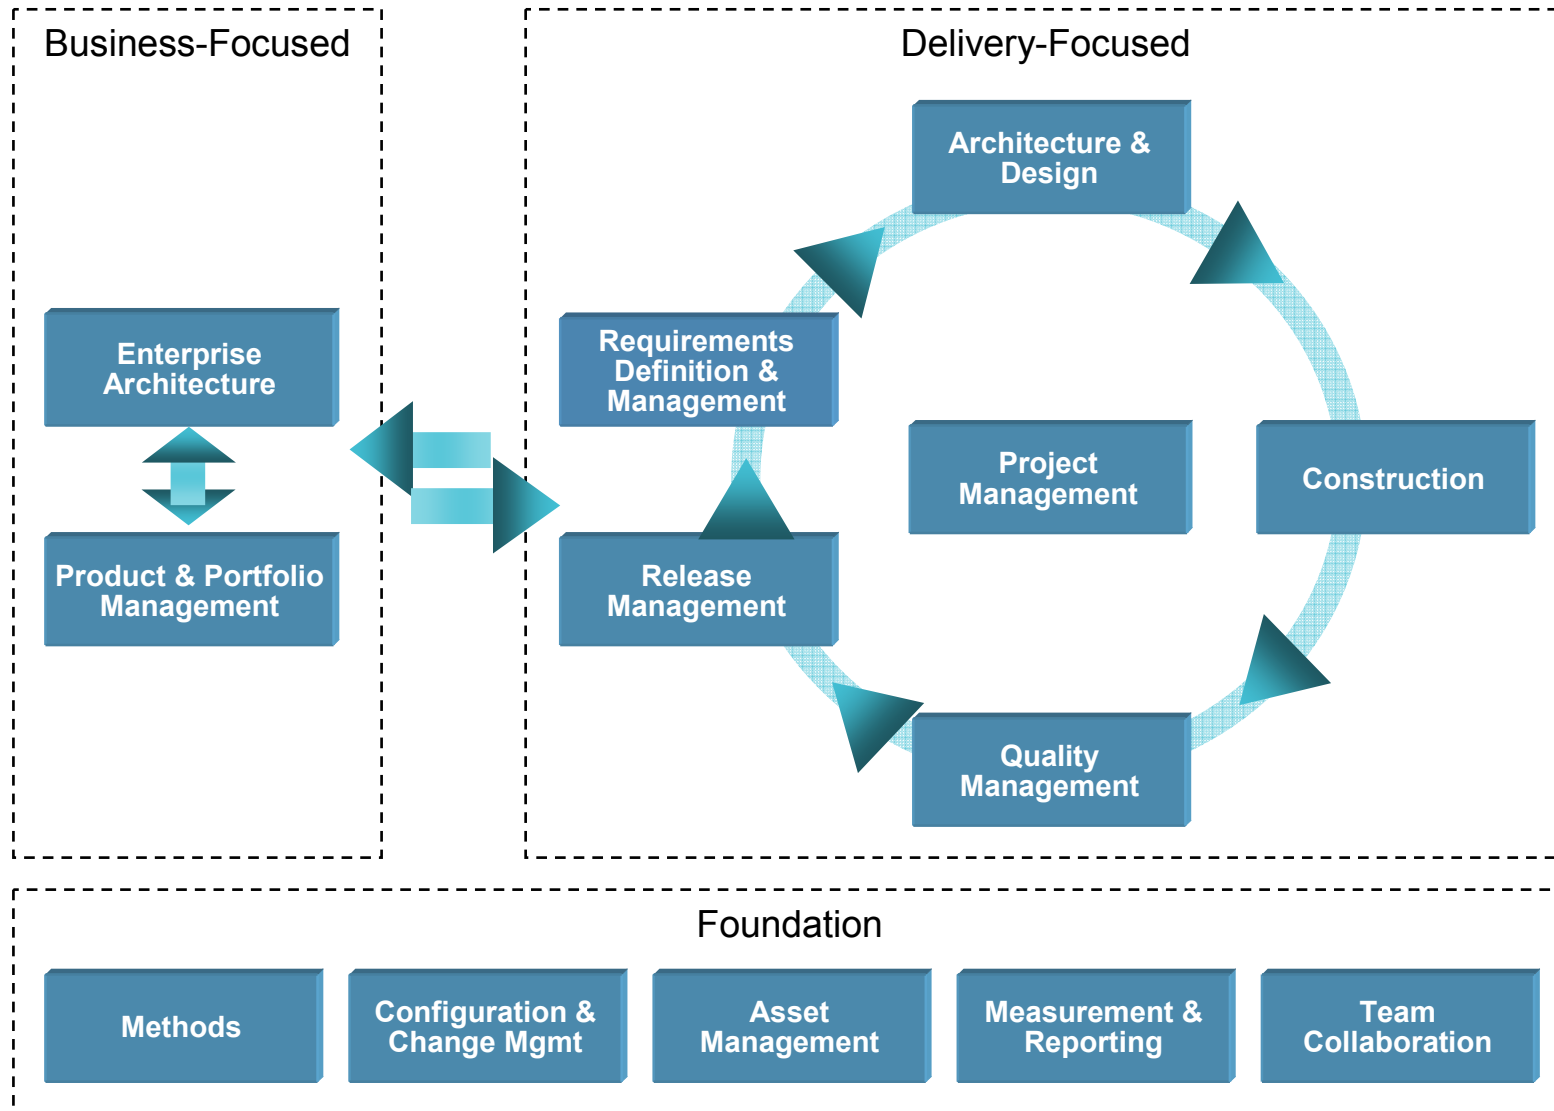 Business-Focused
Enterprise
Architecture
Product & Portfolio
Management
Delivery-Focused
Architecture &
Design
Requirements
Definition &
Management
Project
Management
Construction
Release
Management
Quality
Management
Foundation
Methods
Configuration &
Change Mgmt
Asset
Management
Measurement &
Reporting
Team
Collaboration